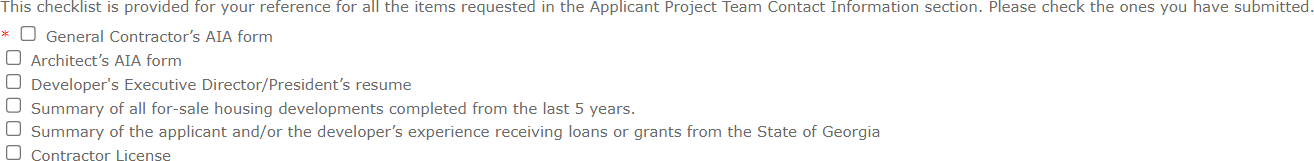 This checklist is provided for your reference for all the items requested in the Applicant Project Team Contact Information section. Please check the ones you have submitted.
* General Contractor’s AIA form
Architect’s AIA form
Developer's Executive Director/President’s resume
Summary of all for-sale housing developments completed from the last 5 years.
Summary of the applicant and/or the developer’s experience receiving loans or grants from the State of Georgia
Contractor License